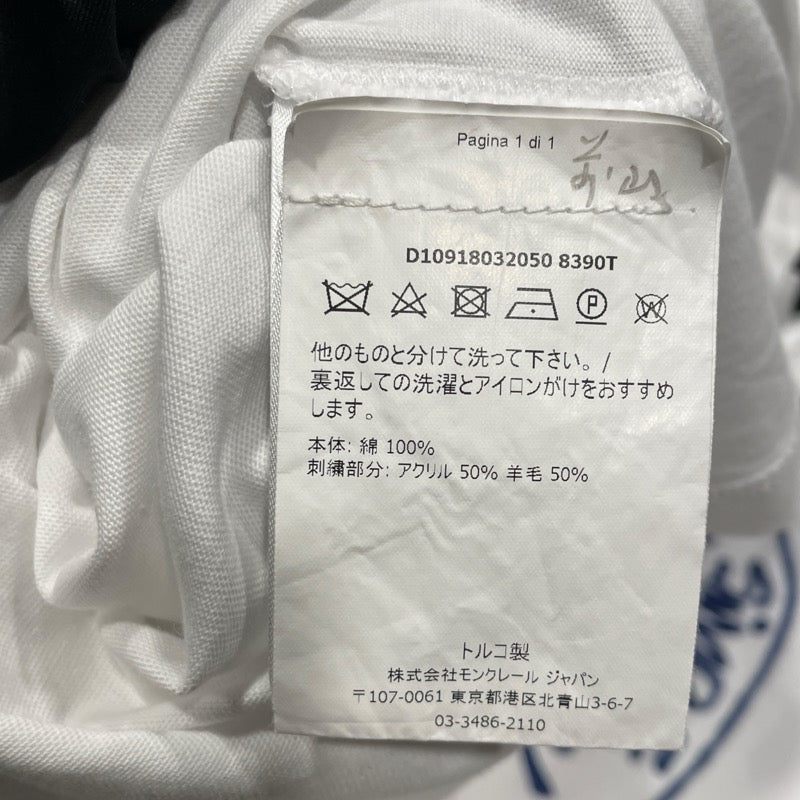 Pagina 1 di 1
D10918032050 8390T
P
W
他のものと分けて洗って下さい。/
裏返しての洗濯とアイロンがけをおすすめ
します。
本体: 綿 100%
刺繍部分: アクリル 50% 羊毛 50%
トルコ製
株式会社モンクレール ジャパン
〒107-0061 東京都港区北青山3-6-7
03-3486-2110